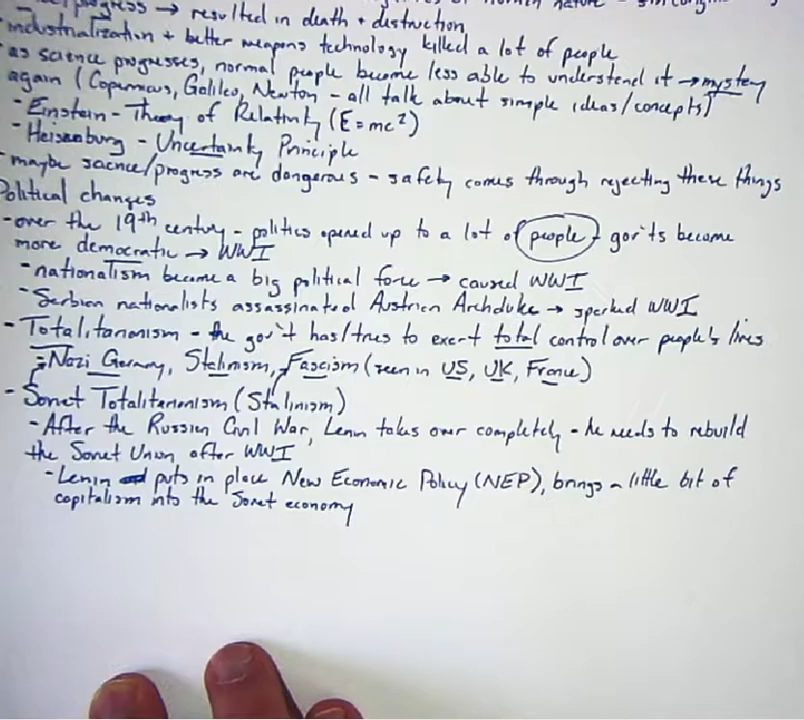 progress → resulted in death + destruction
- industrialization + better weapons technology killed a lot of people
- as science progresses, normal people become less able to understand it → mystery
again (Copernicus, Galileo, Newton - all talk about simple ideas/concepts)
- Einstein - Theory of Relativity (E=mc²)
- Heisenburg - Uncertainty Principle
- maybe science/progress are dangerous - safety comes through rejecting these things
Political changes
- over the 19th century - politics opened up to a lot of people - gov'ts become
more democratic → WWI
- nationalism became a big political force → caused WWI
- Serbian nationalists assassinated Austrian Archduke → sparked WWI
- Totalitarianism - the gov't has/tries to exert total control over people's lives
- Nazi Germany, Stalinism, Fascism (seen in US, UK, France)
- Soviet Totalitarianism (Stalinism)
- After the Russian Civil War, Lenin takes over completely - he needs to rebuild
the Soviet Union after WWI
- Lenin puts in place New Economic Policy (NEP), brings a little bit of
capitalism into the Soviet economy